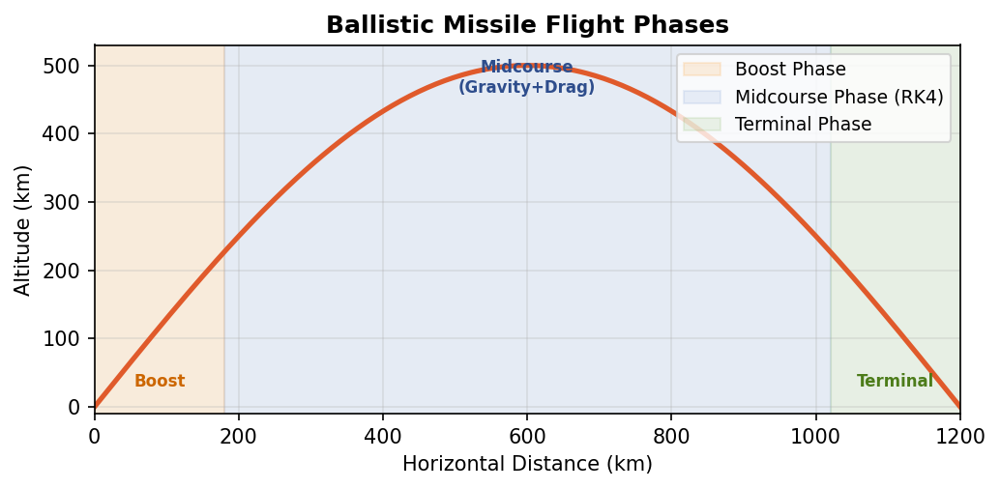 Ballistic Missile Flight Phases
Altitude (km)
500
400
300
200
100
0
Midcourse
(Gravity+Drag)
Boost Phase
Midcourse Phase (RK4)
Terminal Phase
Boost
Terminal
0 200 400 600 800 1000 1200
Horizontal Distance (km)